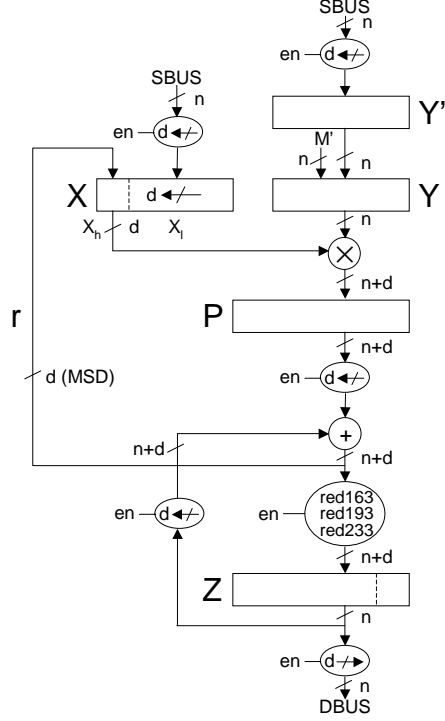 SBUS
n
en
d
SBUS
n
Y'
en
d
M'
n
n
X
d
Y
X_h
d
X_l
n
×
n+d
r
P
n+d
d (MSD)
en
d
n+d
+
n+d
en
d
en
red163
red193
red233
n+d
Z
n
en
d
n
DBUS